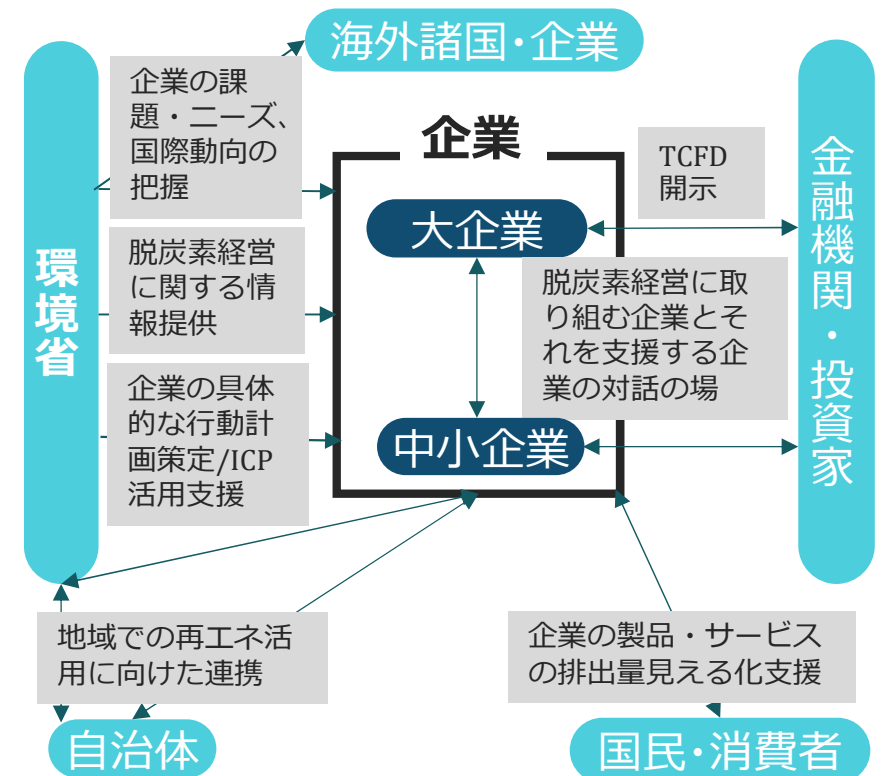 海外諸国・企業
環境省
企業の課
題・ニーズ、
国際動向の
把握
脱炭素経営
に関する情
報提供
企業の具体
的な行動計
画策定/ICP
活用支援
企業
大企業
中小企業
TCFD
開示
脱炭素経営に取
り組む企業とそ
れを支援する企
業の対話の場
金融機関・投資家
地域での再エネ活
用に向けた連携
企業の製品・サービス
の排出量見える化支援
自治体
国民・消費者